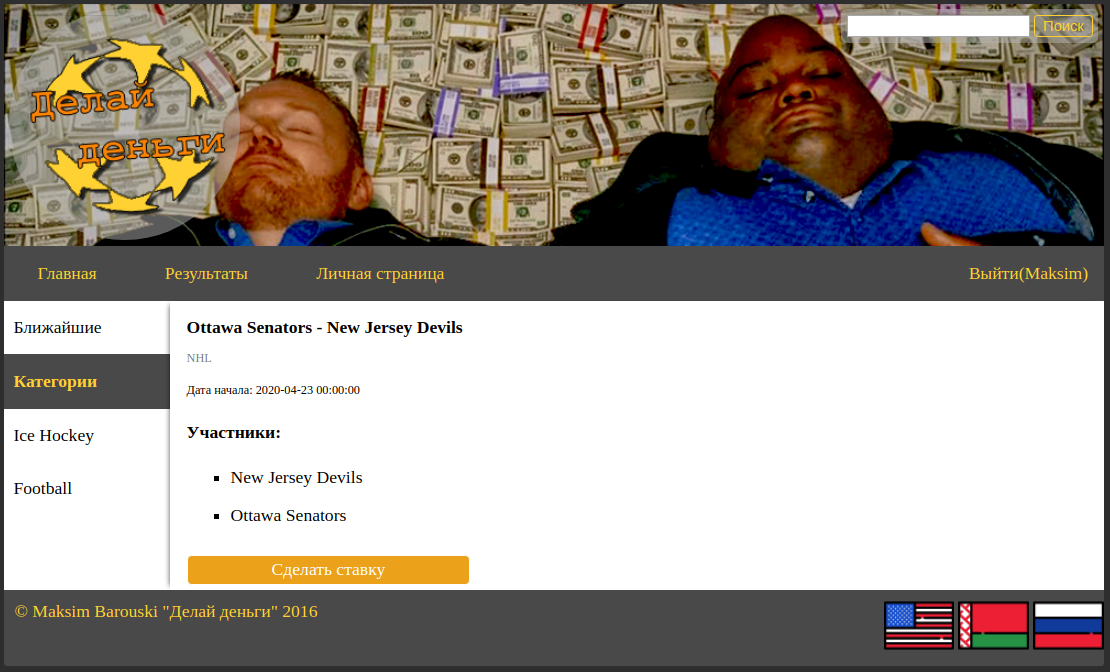 Поиск
Делай
деньги
Главная Результаты Личная страница Выйти(Maksim)
Ближайшие
Категории
Ice Hockey
Football
Ottawa Senators - New Jersey Devils
NHL
Дата начала: 2020-04-23 00:00:00
Участники:
New Jersey Devils
Ottawa Senators
Сделать ставку
© Maksim Barouski "Делай деньги" 2016